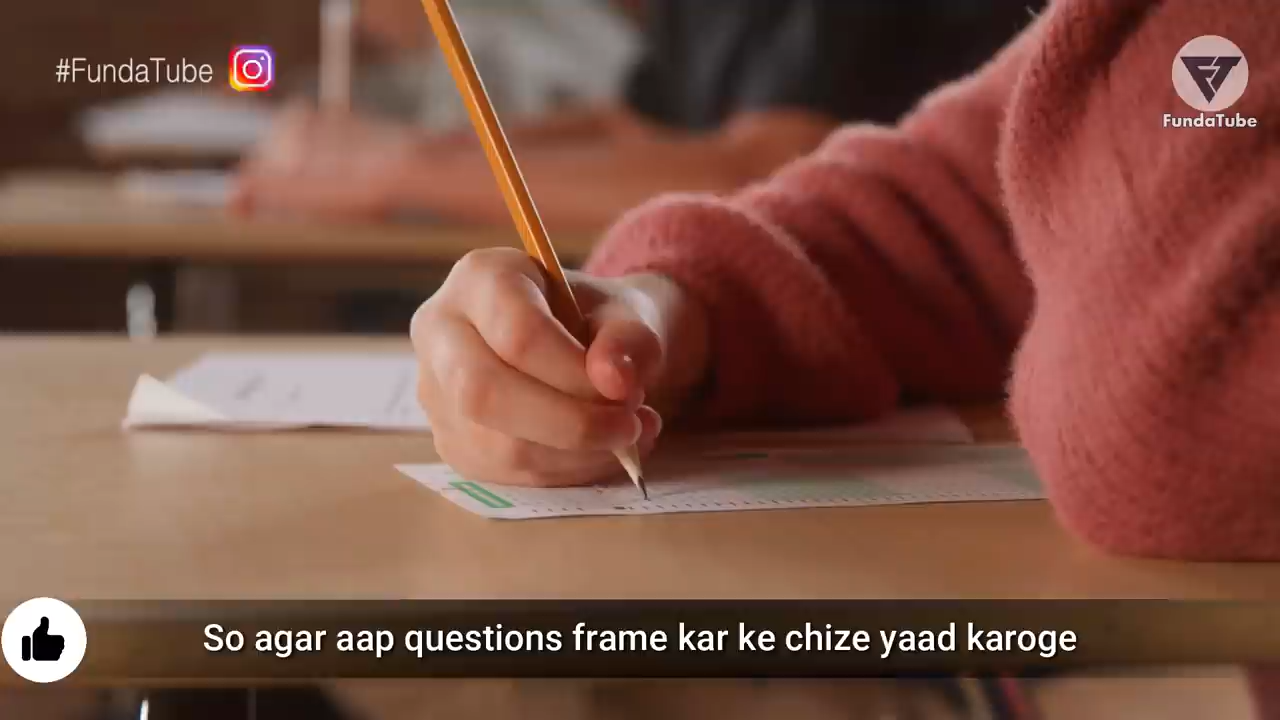 #FundaTube
FundaTube
So agar aap questions frame kar ke chize yaad karoge